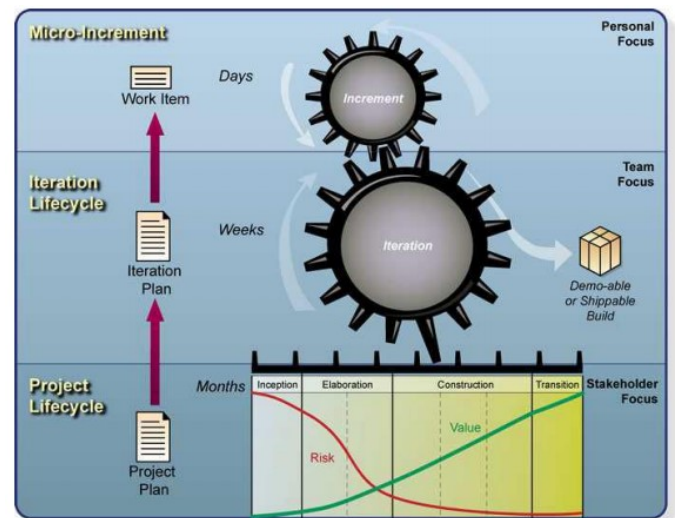 Micro-Increment
Personal
Focus
Days
Work Item
Increment
Iteration
Lifecycle
Team
Focus
Weeks
Iteration
Plan
Iteration
Demo-able
or Shippable
Build
Project
Lifecycle
Months
Inception
Elaboration
Construction
Transition
Stakeholder
Focus
Risk
Value
Project
Plan